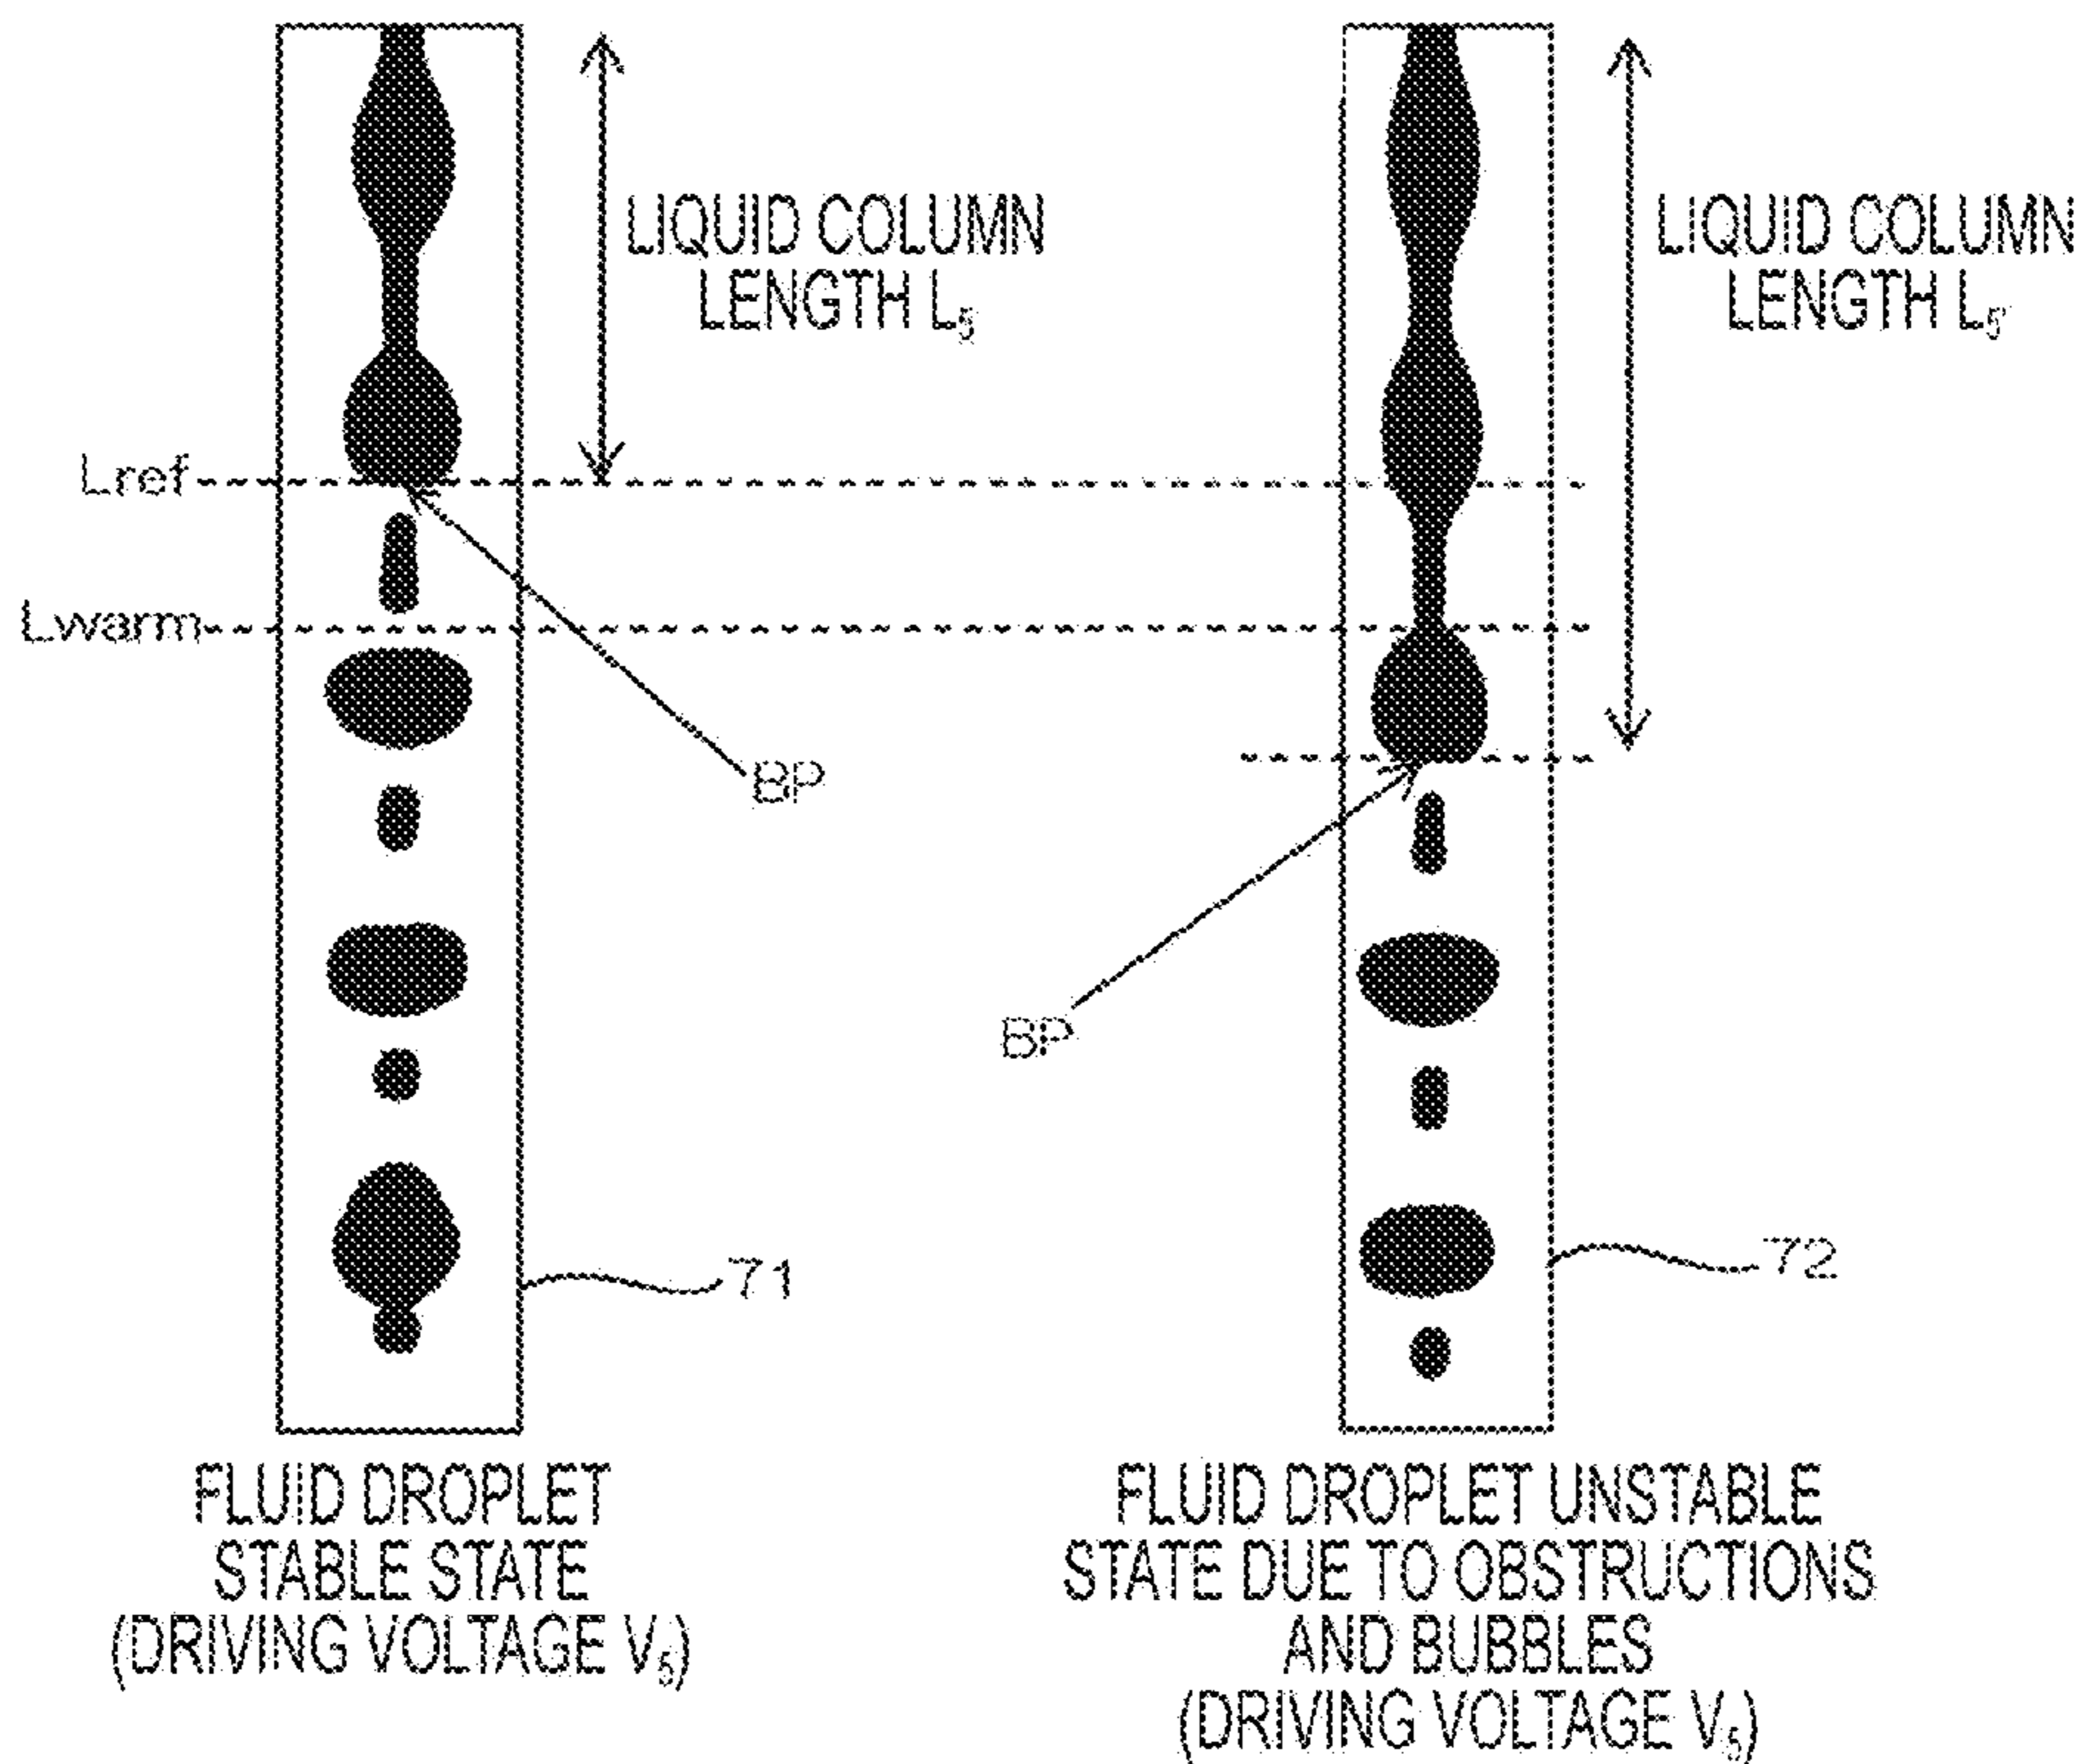 LIQUID COLUMN
LENGTH L₅
LIQUID COLUMN
LENGTH L₅'
Lref
Lwarm
BP
BP
71
72
FLUID DROPLET
STABLE STATE
(DRIVING VOLTAGE V₅)
FLUID DROPLET UNSTABLE
STATE DUE TO OBSTRUCTIONS
AND BUBBLES
(DRIVING VOLTAGE V₅)